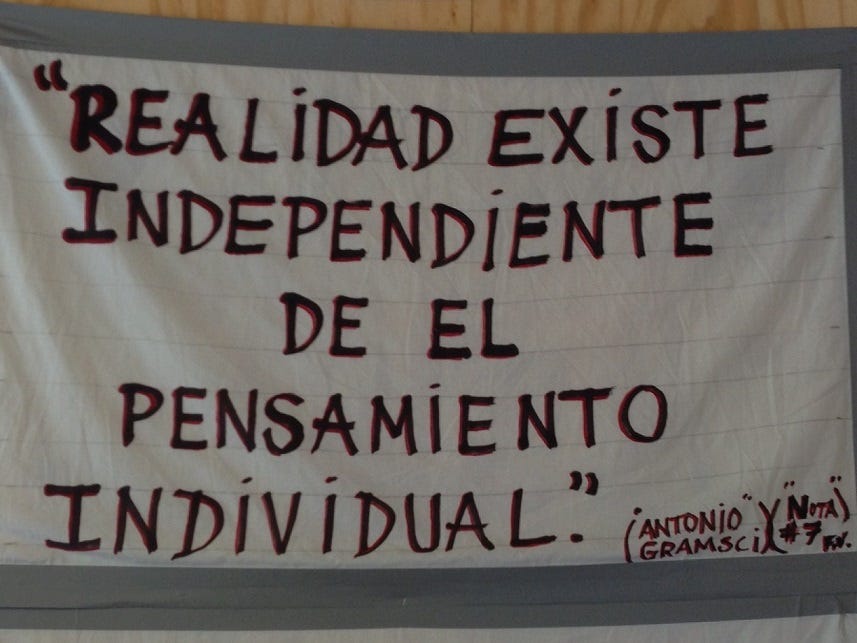 "REALiDAD EXiSTE
INDEPENDiENTE
DE EL
PENSAMiENTO
INDiViDUAL."
(ANTONiO GRAMSCi) ("NOTA" #7